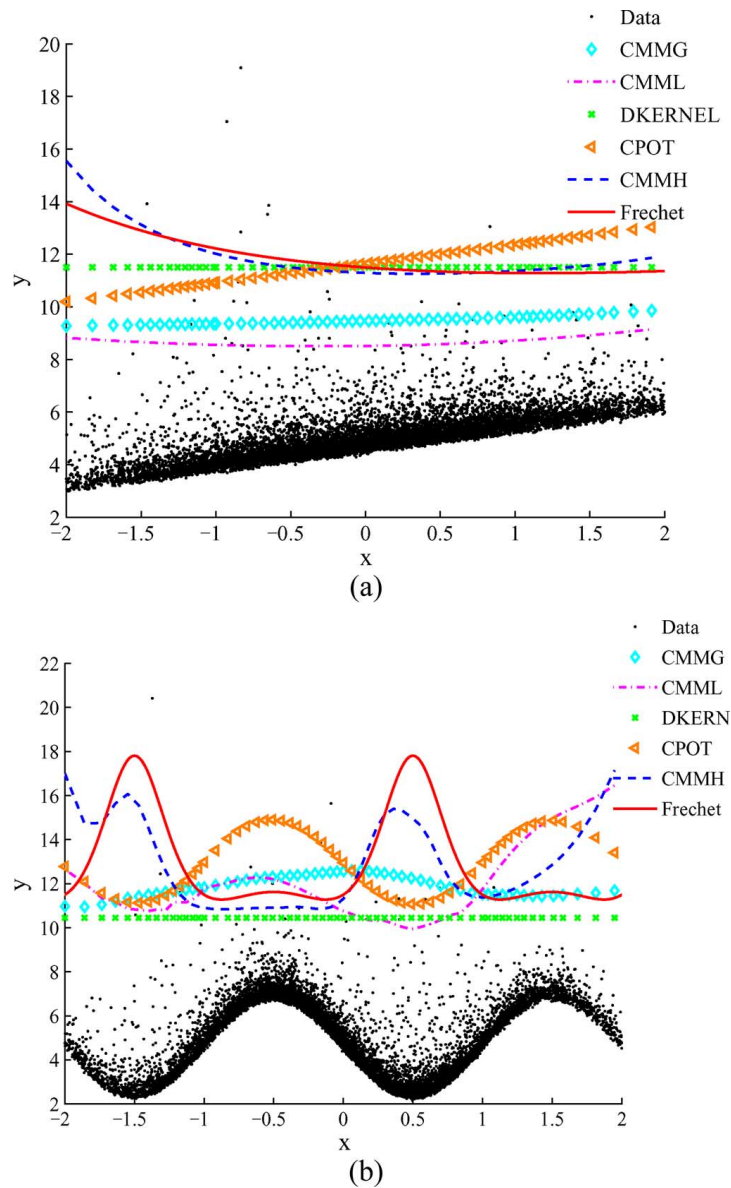 Data
CMMG
CMML
DKERNEL
CPOT
CMMH
Frechet
20
18
16
14
12
10
8
6
4
2
y
−2 −1.5 −1 −0.5 0 0.5 1 1.5 2
x
(a)
Data
CMMG
CMML
DKERN
CPOT
CMMH
Frechet
22
20
18
16
14
12
10
8
6
4
2
y
−2 −1.5 −1 −0.5 0 0.5 1 1.5 2
x
(b)